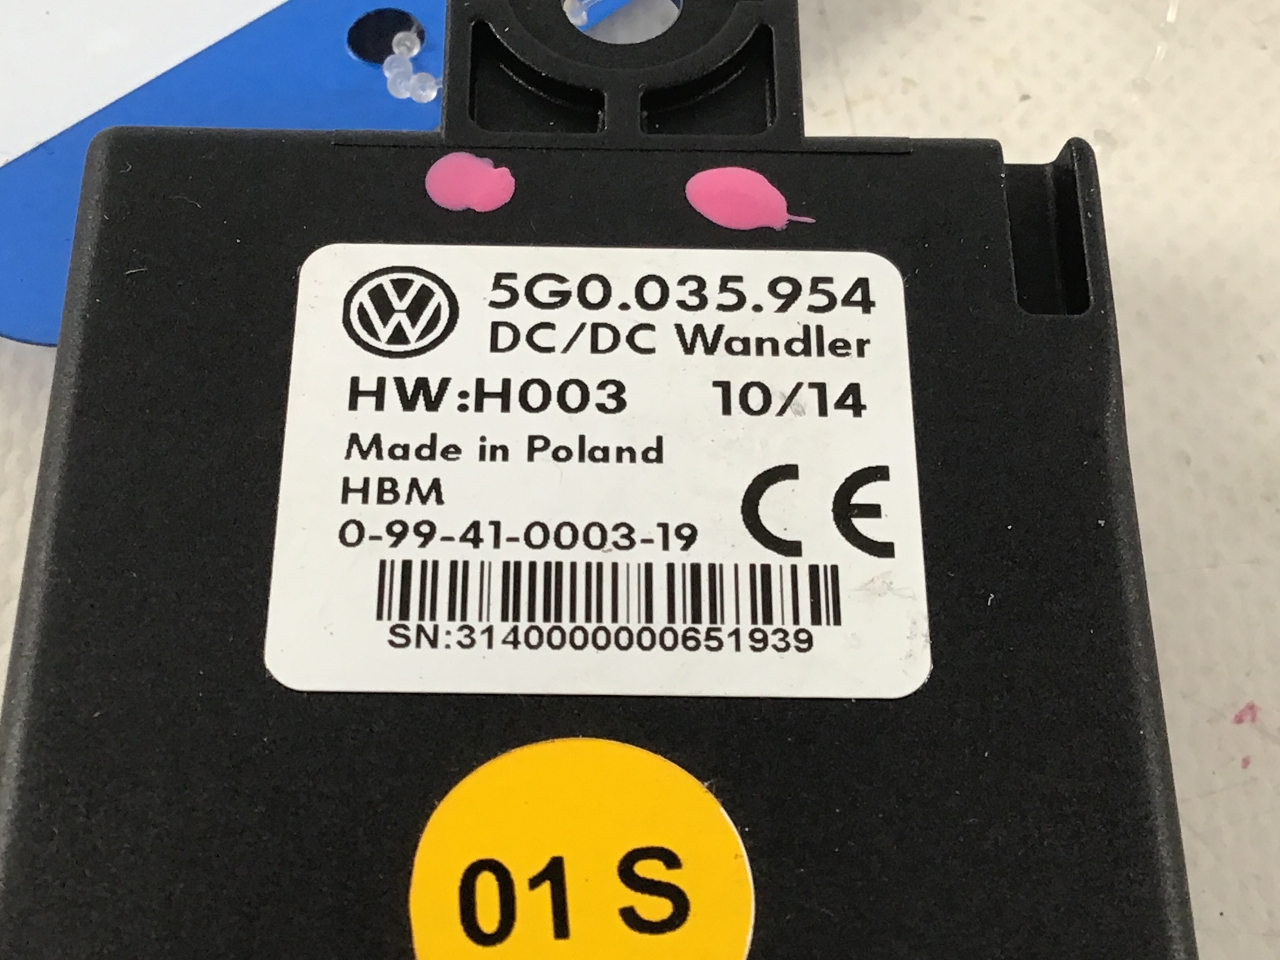 5G0.035.954
DC/DC Wandler
HW:H003 10/14
Made in Poland
HBM
0-99-41-0003-19
CE
SN:3140000000651939
01 S